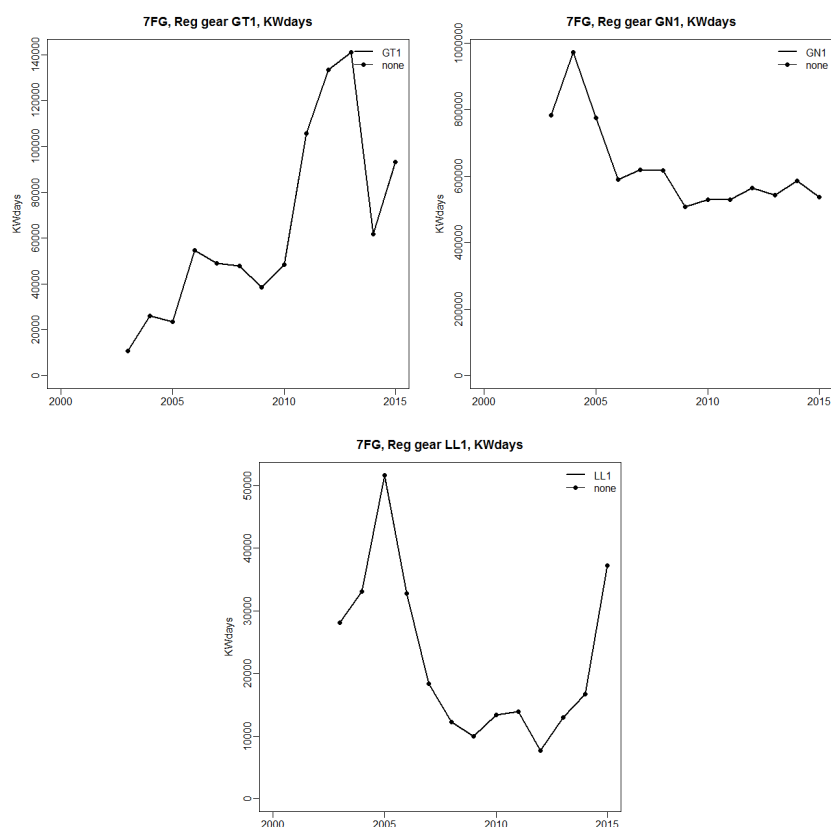 7FG, Reg gear GT1, KWdays
GT1
none
KWdays
140000
120000
100000
80000
60000
40000
20000
0
2000 2005 2010 2015
7FG, Reg gear GN1, KWdays
GN1
none
KWdays
1000000
800000
600000
400000
200000
0
2000 2005 2010 2015
7FG, Reg gear LL1, KWdays
LL1
none
KWdays
50000
40000
30000
20000
10000
0
2000 2005 2010 2015